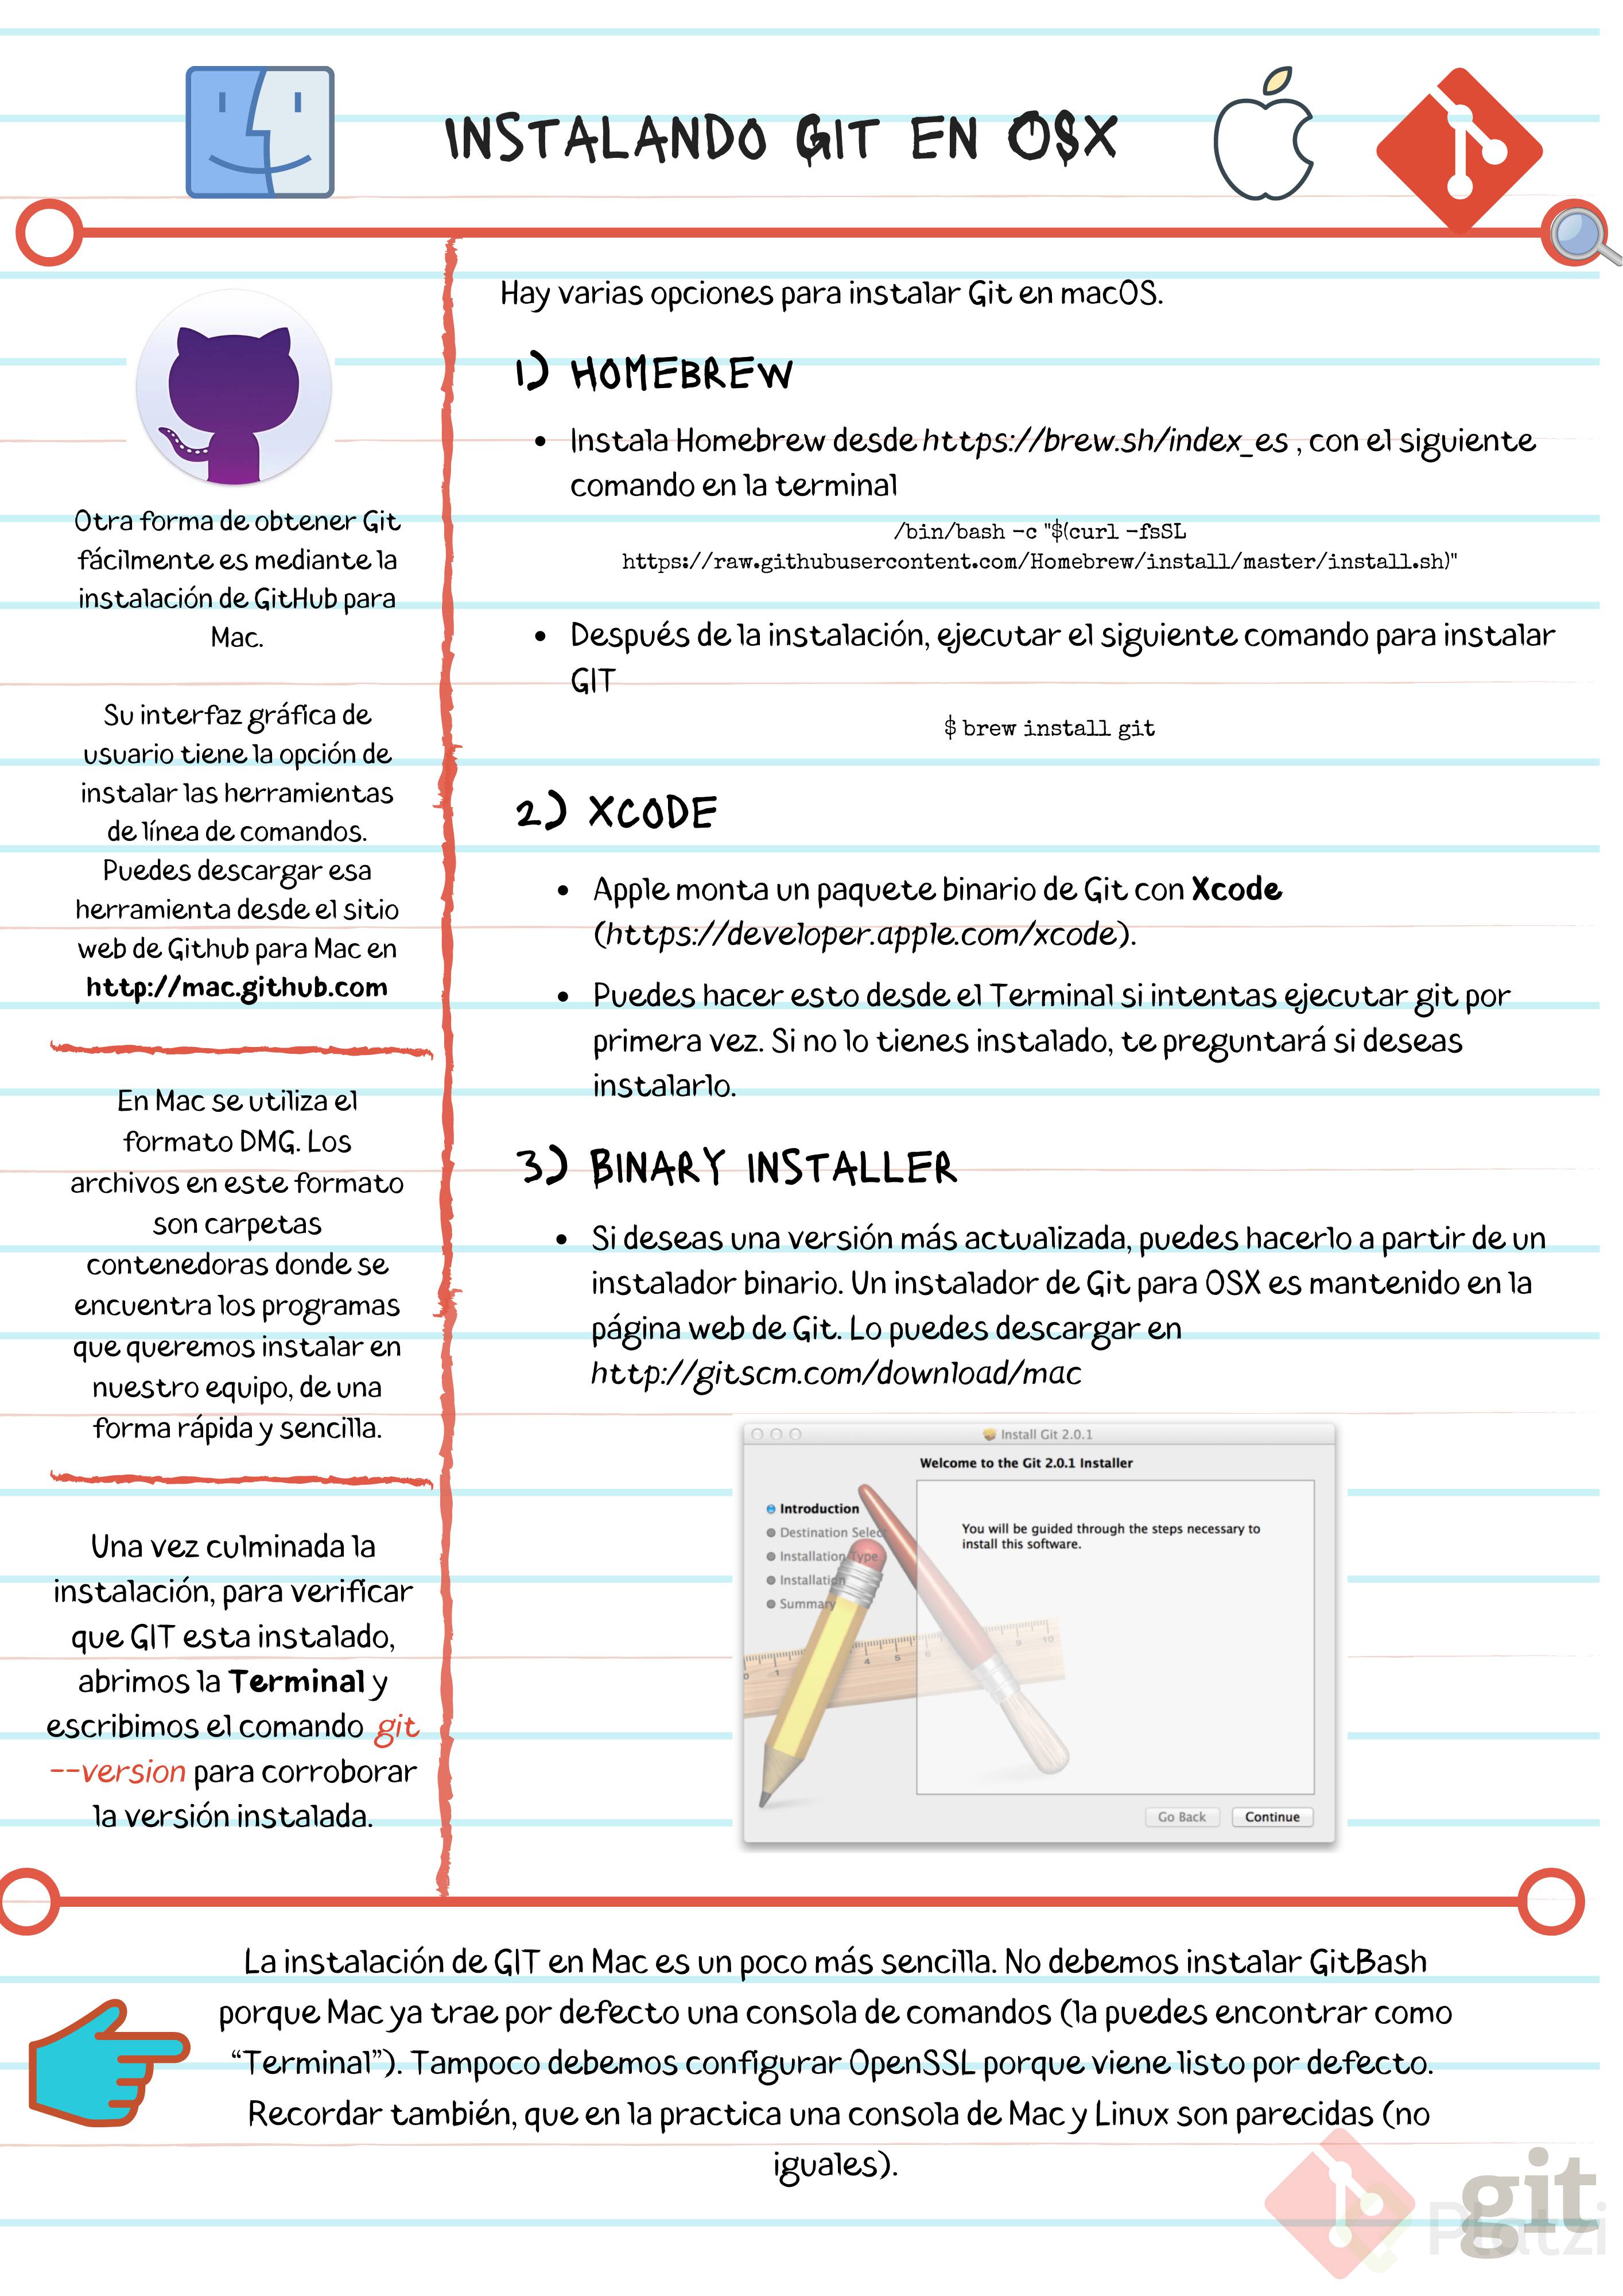 INSTALANDO GIT EN OSX
Otra forma de obtener Git
fácilmente es mediante la
instalación de GitHub para
Mac.
Su interfaz gráfica de
usuario tiene la opción de
instalar las herramientas
de línea de comandos.
Puedes descargar esa
herramienta desde el sitio
web de Github para Mac en
http://mac.github.com
En Mac se utiliza el
formato DMG. Los
archivos en este formato
son carpetas
contenedoras donde se
encuentra los programas
que queremos instalar en
nuestro equipo, de una
forma rápida y sencilla.
Una vez culminada la
instalación, para verificar
que GIT esta instalado,
abrimos la Terminal y
escribimos el comando git
--version para corroborar
la versión instalada.
Hay varias opciones para instalar Git en macOS.
1) HOMEBREW
• Instala Homebrew desde https://brew.sh/index_es , con el siguiente
comando en la terminal
/bin/bash -c "$(curl -fsSL
https://raw.githubusercontent.com/Homebrew/install/master/install.sh)"
• Después de la instalación, ejecutar el siguiente comando para instalar
GIT
$ brew install git
2) XCODE
• Apple monta un paquete binario de Git con Xcode
(https://developer.apple.com/xcode).
• Puedes hacer esto desde el Terminal si intentas ejecutar git por
primera vez. Si no lo tienes instalado, te preguntará si deseas
instalarlo.
3) BINARY INSTALLER
• Si deseas una versión más actualizada, puedes hacerlo a partir de un
instalador binario. Un instalador de Git para OSX es mantenido en la
página web de Git. Lo puedes descargar en
http://gitscm.com/download/mac
Install Git 2.0.1
Welcome to the Git 2.0.1 Installer
Introduction
Destination Select
Installation Type
Installation
Summary
You will be guided through the steps necessary to
install this software.
0 1 4 5 6 9 10
Go Back Continue
La instalación de GIT en Mac es un poco más sencilla. No debemos instalar GitBash
porque Mac ya trae por defecto una consola de comandos (la puedes encontrar como
“Terminal”). Tampoco debemos configurar OpenSSL porque viene listo por defecto.
Recordar también, que en la practica una consola de Mac y Linux son parecidas (no
iguales).
git
Platzi